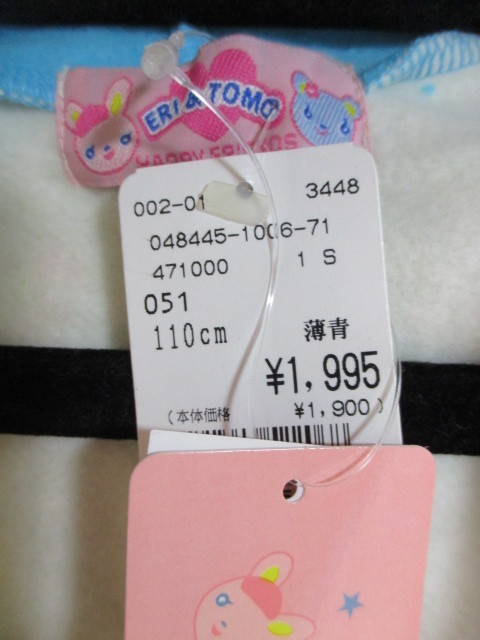 ERI & TOMO
HAPPY FRIENDS
002-01 3448
048445-1006-71
471000 1 S
051
110cm 薄青
¥1,995
(本体価格 ¥1,900)